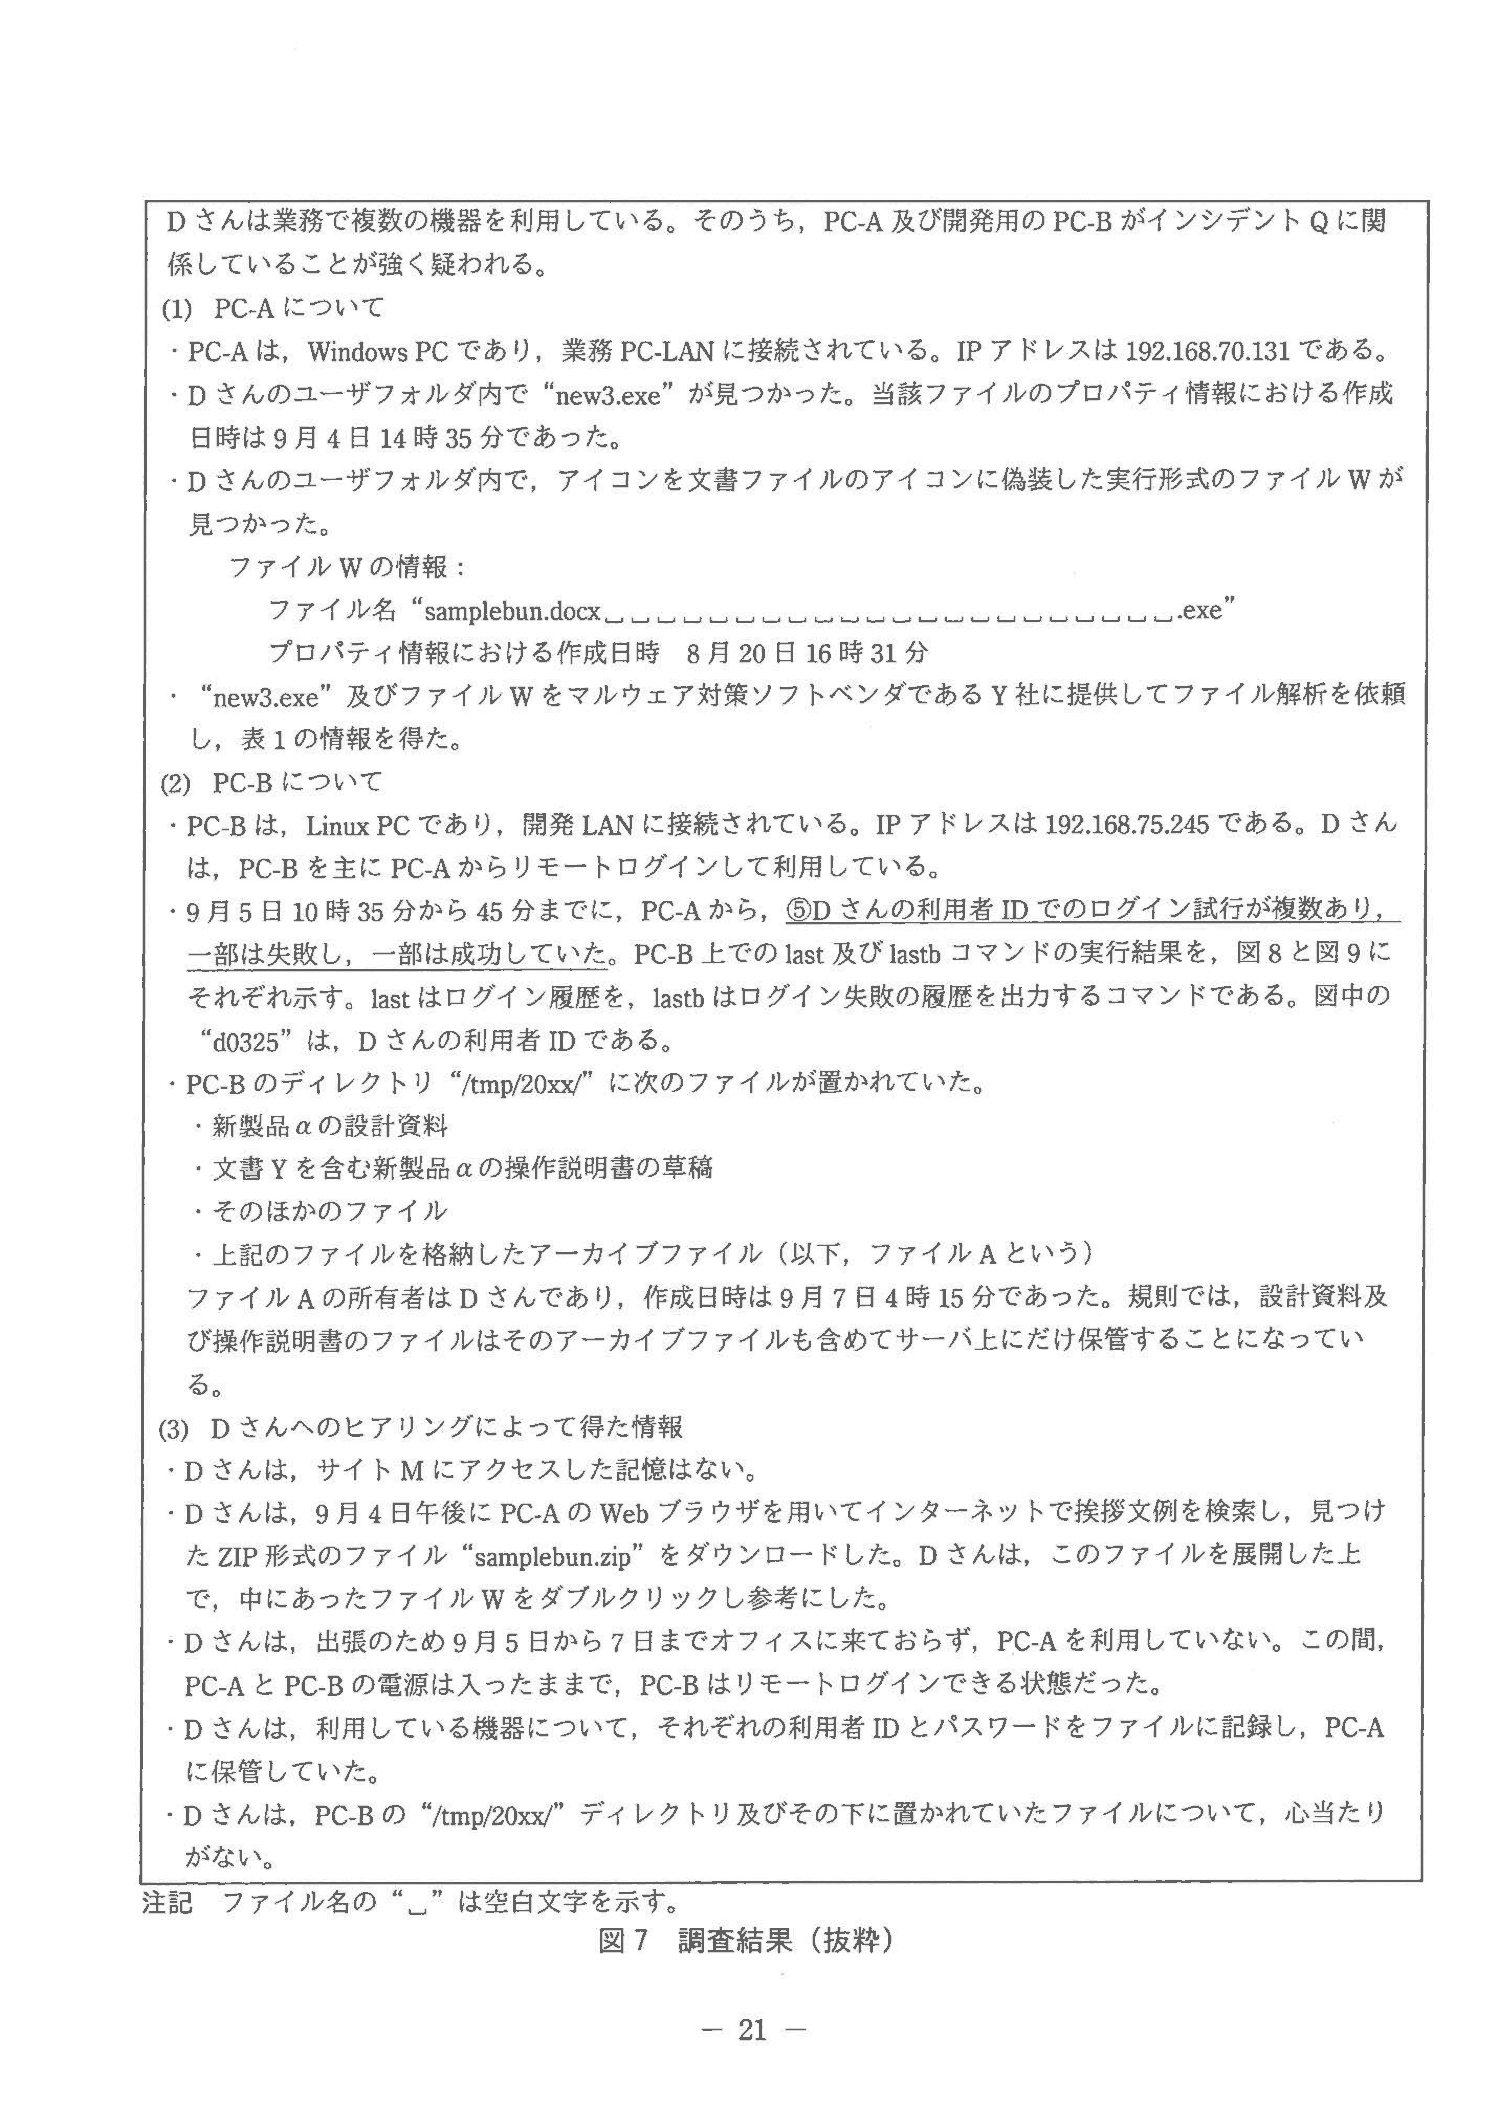 Dさんは業務で複数の機器を利用している。そのうち，PC-A及び開発用のPC-BがインシデントQに関
係していることが強く疑われる。
(1) PC-Aについて
・PC-Aは，Windows PCであり，業務PC-LANに接続されている。IPアドレスは192.168.70.131である。
・Dさんのユーザフォルダ内で“new3.exe”が見つかった。当該ファイルのプロパティ情報における作成
日時は9月4日14時35分であった。
・Dさんのユーザフォルダ内で，アイコンを文書ファイルのアイコンに偽装した実行形式のファイルWが
見つかった。
ファイルWの情報：
ファイル名“samplebun.docx␣␣␣␣␣␣␣␣␣␣␣␣␣␣␣␣␣␣␣␣␣␣.exe”
プロパティ情報における作成日時　8月20日16時31分
・“new3.exe”及びファイルWをマルウェア対策ソフトベンダであるY社に提供してファイル解析を依頼
し，表1の情報を得た。
(2) PC-Bについて
・PC-Bは，Linux PCであり，開発LANに接続されている。IPアドレスは192.168.75.245である。Dさん
は，PC-Bを主にPC-Aからリモートログインして利用している。
・9月5日10時35分から45分までに，PC-Aから，⑤Dさんの利用者IDでのログイン試行が複数あり，
一部は失敗し，一部は成功していた。PC-B上でのlast及びlastbコマンドの実行結果を，図8と図9に
それぞれ示す。lastはログイン履歴を，lastbはログイン失敗の履歴を出力するコマンドである。図中の
“d0325”は，Dさんの利用者IDである。
・PC-Bのディレクトリ“/tmp/20xx/”に次のファイルが置かれていた。
・新製品αの設計資料
・文書Yを含む新製品αの操作説明書の草稿
・そのほかのファイル
・上記のファイルを格納したアーカイブファイル（以下，ファイルAという）
ファイルAの所有者はDさんであり，作成日時は9月7日4時15分であった。規則では，設計資料及
び操作説明書のファイルはそのアーカイブファイルも含めてサーバ上にだけ保管することになってい
る。
(3) Dさんへのヒアリングによって得た情報
・Dさんは，サイトMにアクセスした記憶はない。
・Dさんは，9月4日午後にPC-AのWebブラウザを用いてインターネットで挨拶文例を検索し，見つけ
たZIP形式のファイル“samplebun.zip”をダウンロードした。Dさんは，このファイルを展開した上
で，中にあったファイルWをダブルクリックし参考にした。
・Dさんは，出張のため9月5日から7日までオフィスに来ておらず，PC-Aを利用していない。この間，
PC-AとPC-Bの電源は入ったままで，PC-Bはリモートログインできる状態だった。
・Dさんは，利用している機器について，それぞれの利用者IDとパスワードをファイルに記録し，PC-A
に保管していた。
・Dさんは，PC-Bの“/tmp/20xx/”ディレクトリ及びその下に置かれていたファイルについて，心当たり
がない。
注記　ファイル名の“␣”は空白文字を示す。
図7　調査結果（抜粋）
－ 21 －